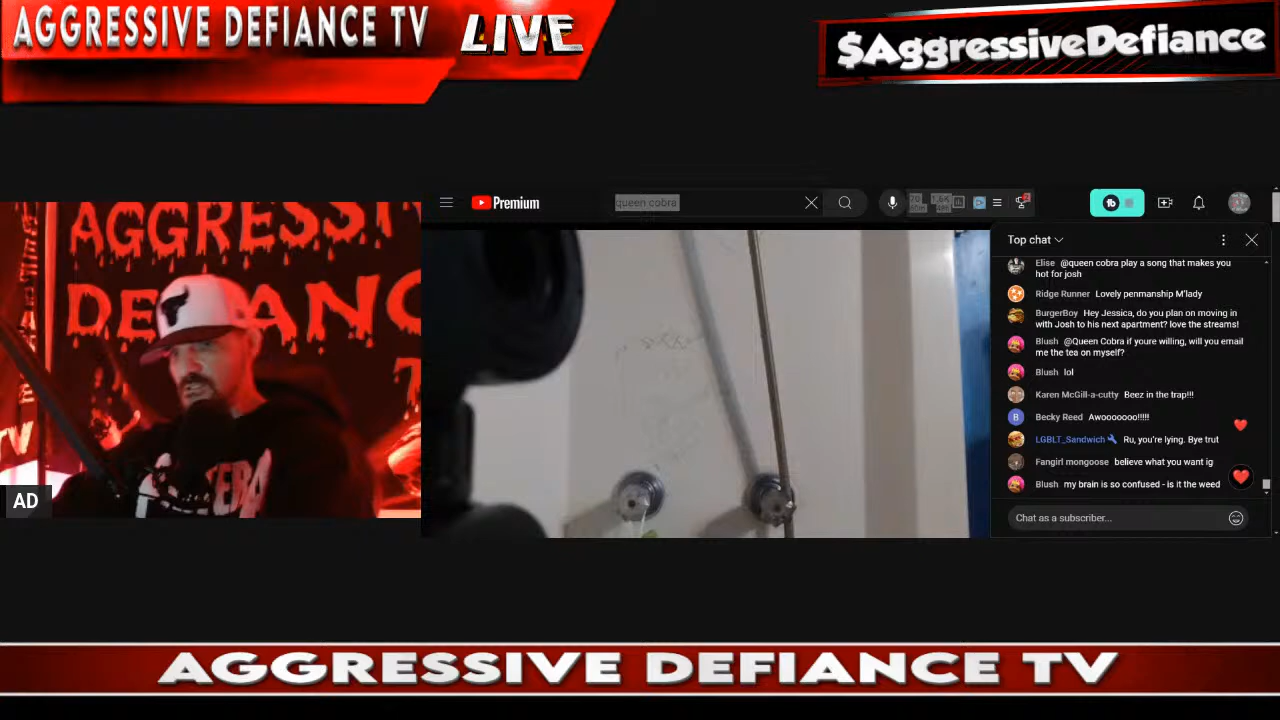 AGGRESSIVE DEFIANCE TV
LIVE
$AggressiveDefiance
Premium
queen cobra
Top chat
Elise @queen cobra play a song that makes you
hot for josh
Ridge Runner Lovely penmanship M'lady
BurgerBoy Hey Jessica, do you plan on moving in
with Josh to his next apartment? love the streams!
Blush @Queen Cobra if youre willing, will you email
me the tea on myself?
Blush lol
Karen McGill-a-cutty Beez in the trap!!!
B
Becky Reed Awooooooo!!!!!
LGBLT_Sandwich Ru, you're lying. Bye trut
Fangirl mongoose believe what you want ig
Blush my brain is so confused - is it the weed
Chat as a subscriber...
AGGRESSI
DEFIANC
T
TV
AD
AGGRESSIVE DEFIANCE TV